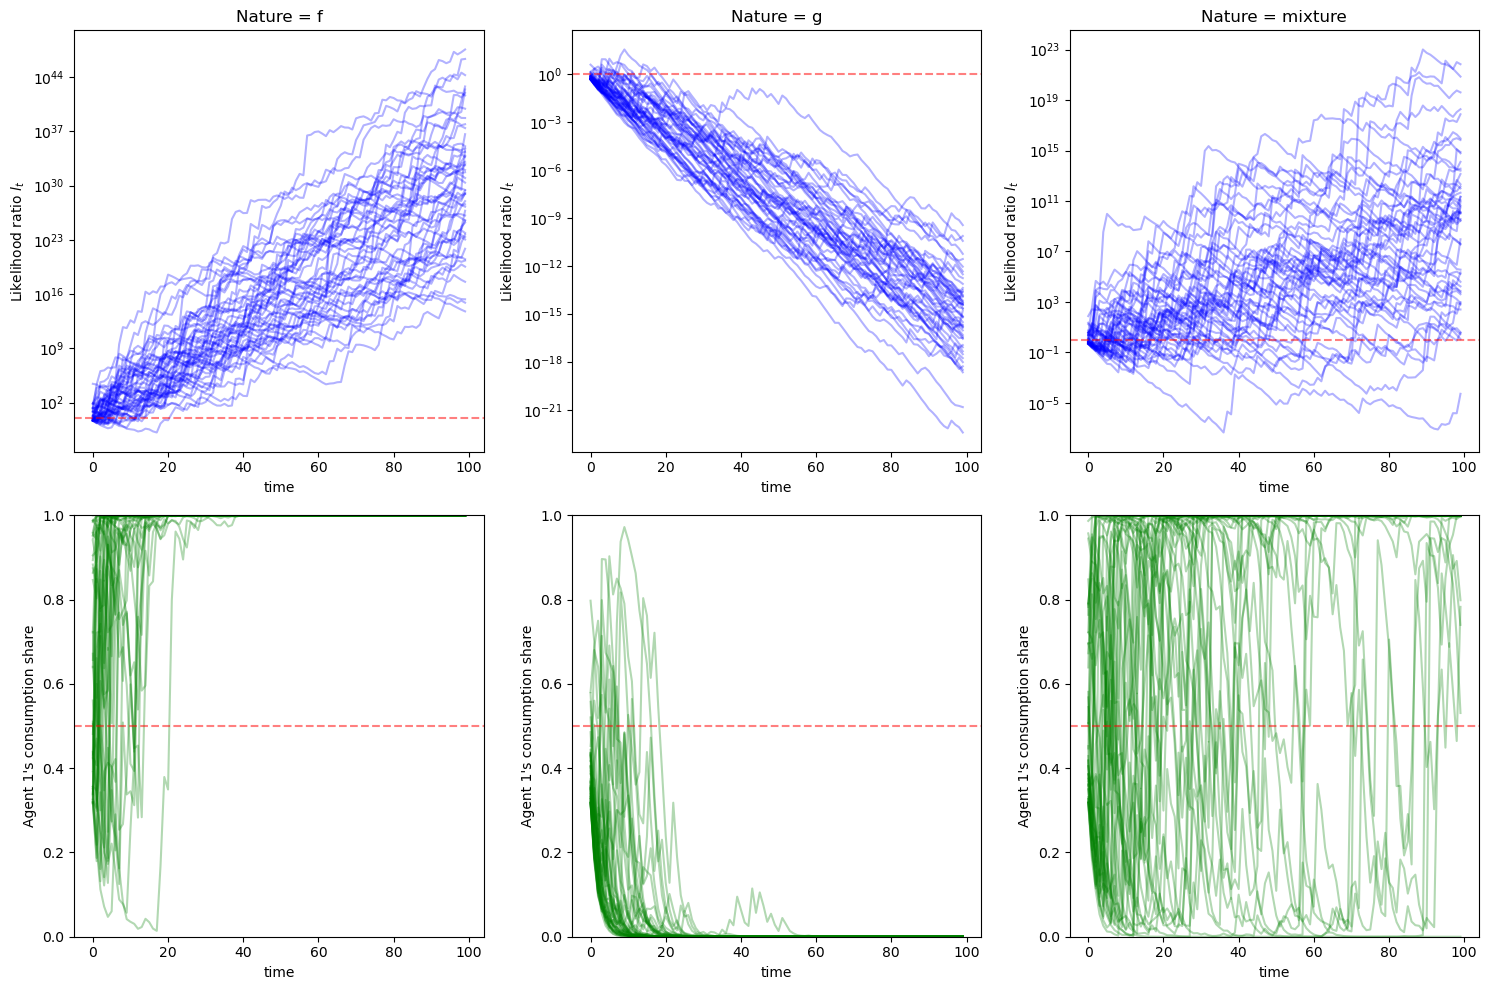 Nature = f
Likelihood ratio $l_t$
10^44
10^37
10^30
10^23
10^16
10^9
10^2
0 20 40 60 80 100
time
Nature = g
Likelihood ratio $l_t$
10^0
10^−3
10^−6
10^−9
10^−12
10^−15
10^−18
10^−21
0 20 40 60 80 100
time
Nature = mixture
Likelihood ratio $l_t$
10^23
10^19
10^15
10^11
10^7
10^3
10^−1
10^−5
0 20 40 60 80 100
time
Agent 1's consumption share
1.0
0.8
0.6
0.4
0.2
0.0
0 20 40 60 80 100
time
Agent 1's consumption share
1.0
0.8
0.6
0.4
0.2
0.0
0 20 40 60 80 100
time
Agent 1's consumption share
1.0
0.8
0.6
0.4
0.2
0.0
0 20 40 60 80 100
time